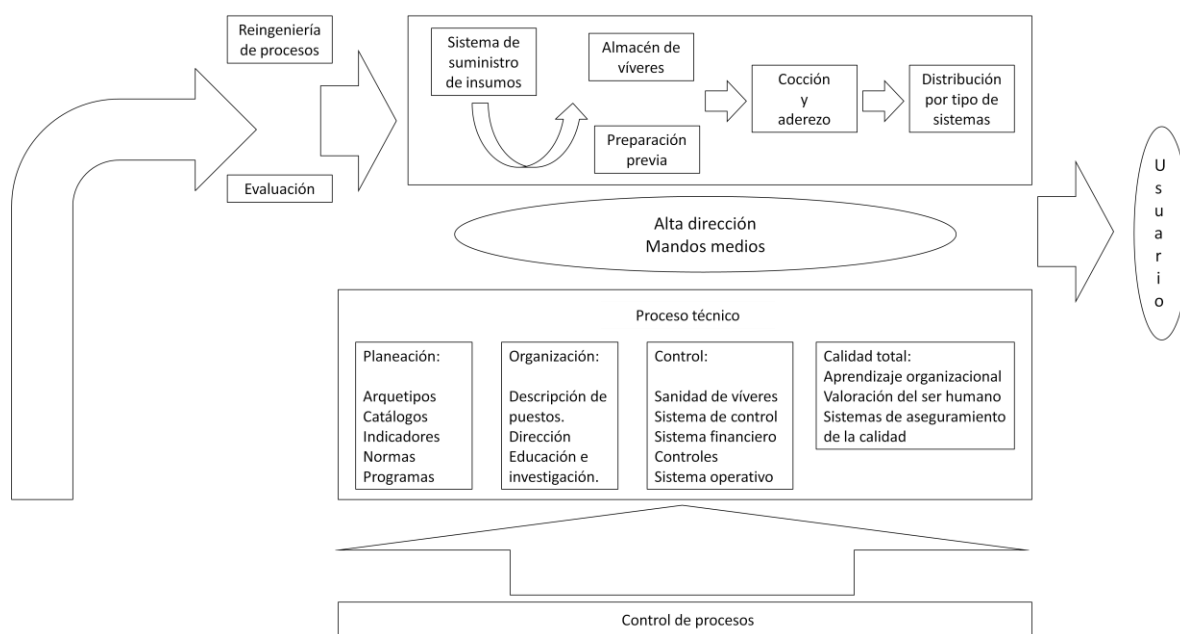 Reingeniería
de procesos
Evaluación
Sistema de
suministro
de insumos
Almacén de
víveres
Preparación
previa
Cocción
y
aderezo
Distribución
por tipo de
sistemas
Alta dirección
Mandos medios
Usuario
Proceso técnico
Planeación:
Arquetipos
Catálogos
Indicadores
Normas
Programas
Organización:
Descripción de
puestos.
Dirección
Educación e
investigación.
Control:
Sanidad de víveres
Sistema de control
Sistema financiero
Controles
Sistema operativo
Calidad total:
Aprendizaje organizacional
Valoración del ser humano
Sistemas de aseguramiento
de la calidad
Control de procesos